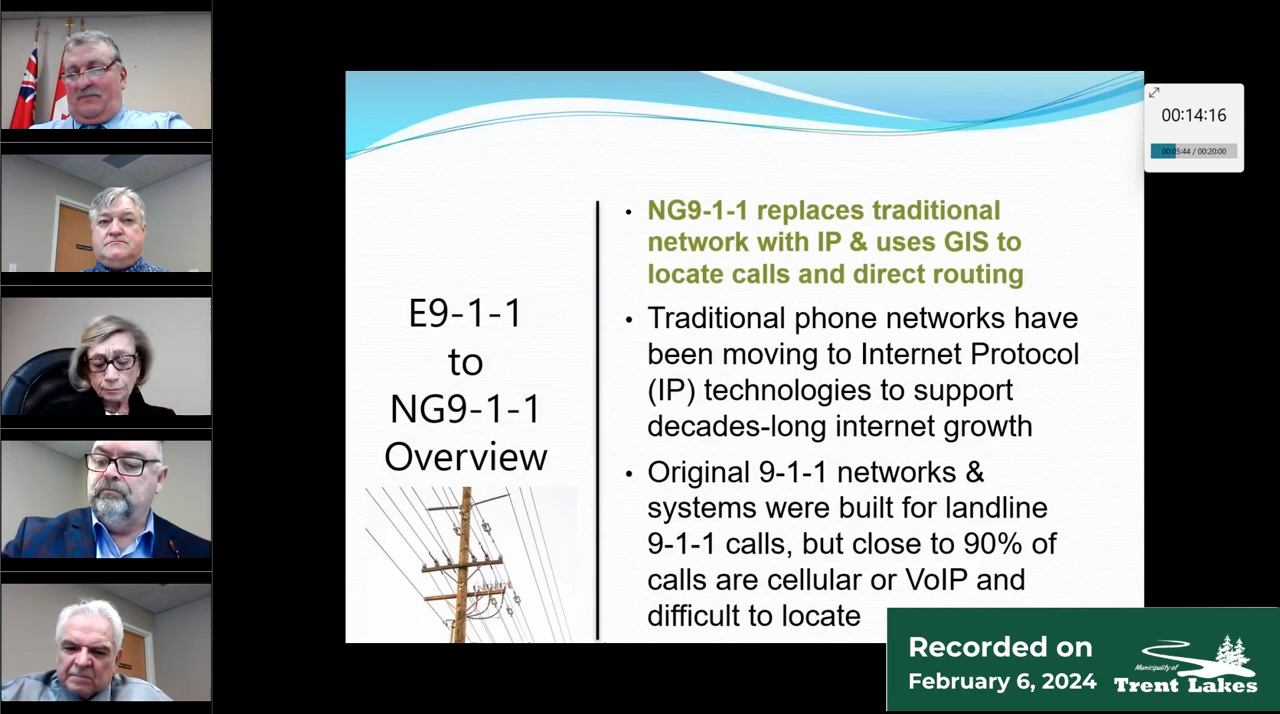 00:14:16
00:05:44 / 00:20:00
E9-1-1
to
NG9-1-1
Overview
• NG9-1-1 replaces traditional
network with IP & uses GIS to
locate calls and direct routing
• Traditional phone networks have
been moving to Internet Protocol
(IP) technologies to support
decades-long internet growth
• Original 9-1-1 networks &
systems were built for landline
9-1-1 calls, but close to 90% of
calls are cellular or VoIP and
difficult to locate
Recorded on
February 6, 2024
Municipality of
Trent Lakes